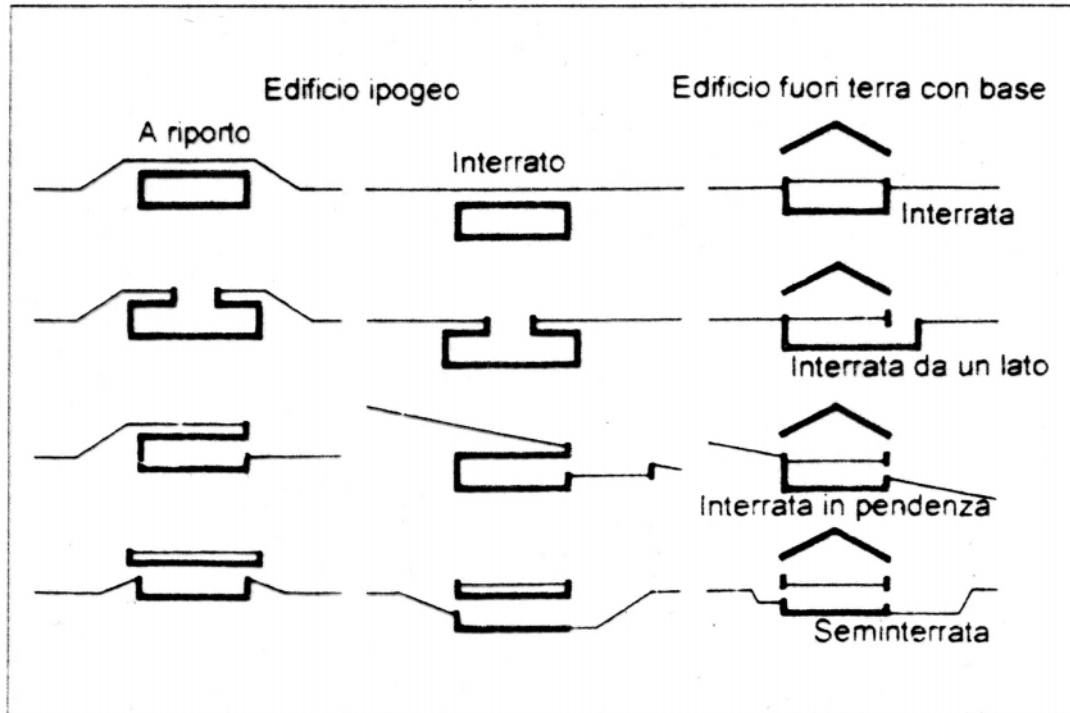 Edificio ipogeo
Edificio fuori terra con base
A riporto
Interrato
Interrata
Interrata da un lato
Interrata in pendenza
Seminterrata